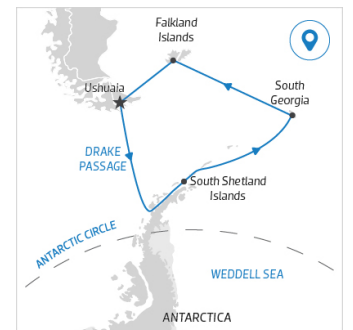 Falkland
Islands
Ushuaia
South
Georgia
DRAKE
PASSAGE
South Shetland
Islands
ANTARCTIC CIRCLE
WEDDELL SEA
ANTARCTICA